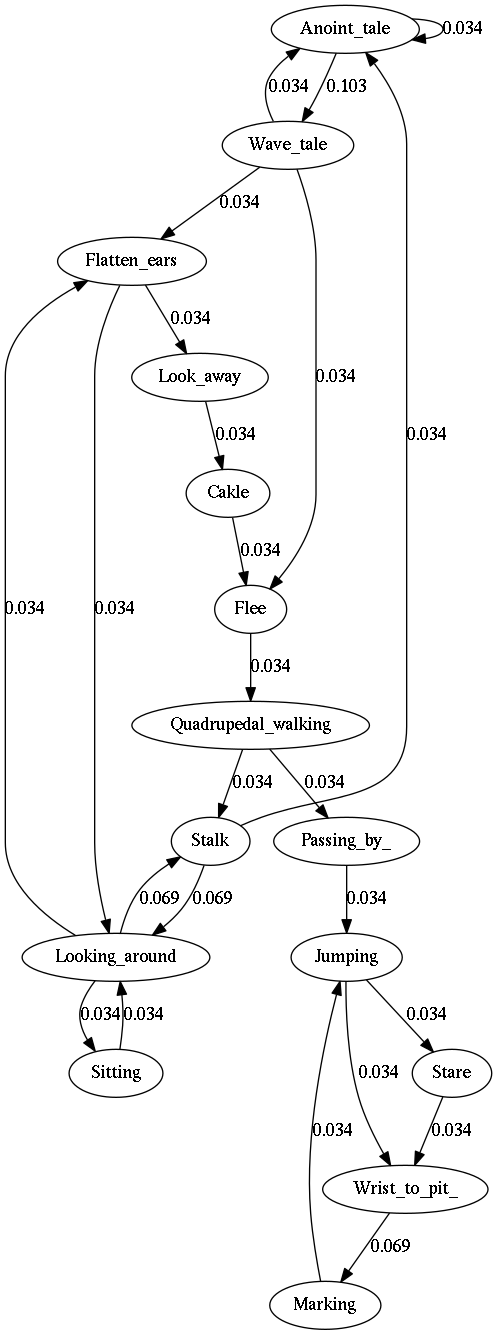 Anoint_tale
0.034
0.034
0.103
Wave_tale
0.034
Flatten_ears
0.034
Look_away
0.034
0.034
0.034
Cakle
0.034
Flee
0.034
0.034
0.034
Quadrupedal_walking
0.034
0.034
Stalk
Passing_by_
0.069
0.069
0.034
Looking_around
Jumping
0.034
0.034
0.034
Sitting
Stare
0.034
0.034
0.034
Wrist_to_pit_
0.069
Marking